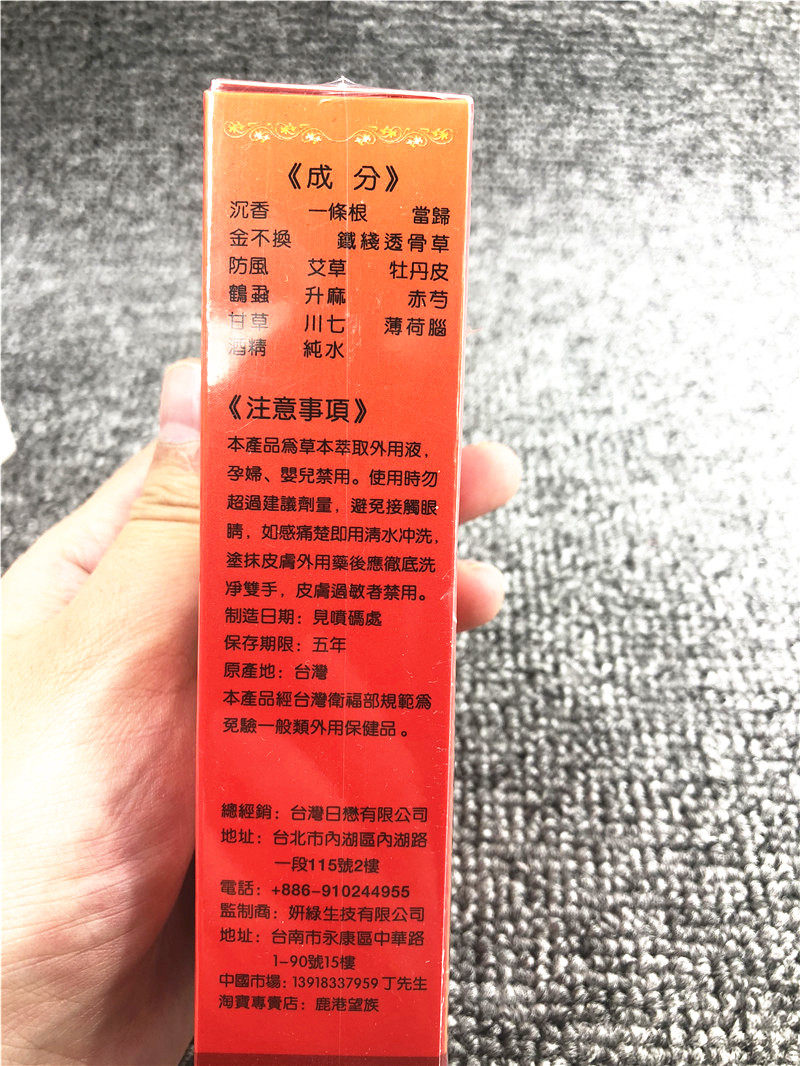 《成 分》
沉香 一條根 當歸
金不換 鐵綫透骨草
防風 艾草 牡丹皮
鶴蝨 升麻 赤芍
甘草 川七 薄荷腦
酒精 純水
《注意事項》
本產品爲草本萃取外用液,
孕婦、嬰兒禁用。使用時勿
超過建議劑量,避免接觸眼
睛,如感痛楚即用清水冲洗,
塗抹皮膚外用藥後應徹底洗
净雙手,皮膚過敏者禁用。
制造日期:見噴碼處
保存期限:五年
原產地:台灣
本產品經台灣衛福部規範爲
免驗一般類外用保健品。
總經銷:台灣日懋有限公司
地址:台北市內湖區內湖路
一段115號2樓
電話:+886-910244955
監制商:妍綠生技有限公司
地址:台南市永康區中華路
1-90號15樓
中國市場:13918337959 丁先生
淘寶專賣店:鹿港望族